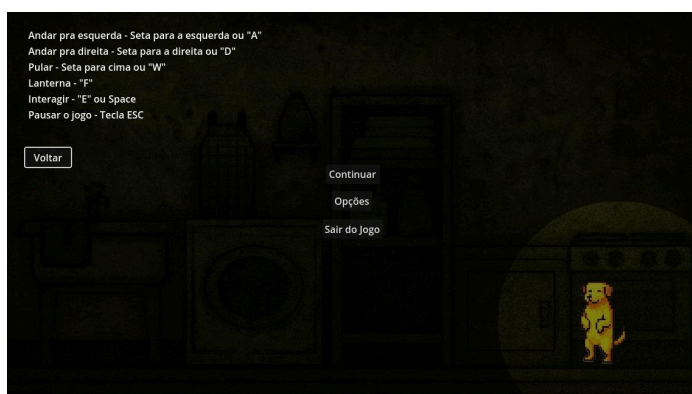 Andar pra esquerda - Seta para a esquerda ou "A"
Andar pra direita - Seta para a direita ou "D"
Pular - Seta para cima ou "W"
Lanterna - "F"
Interagir - "E" ou Space
Pausar o jogo - Tecla ESC
Voltar
Continuar
Opções
Sair do Jogo